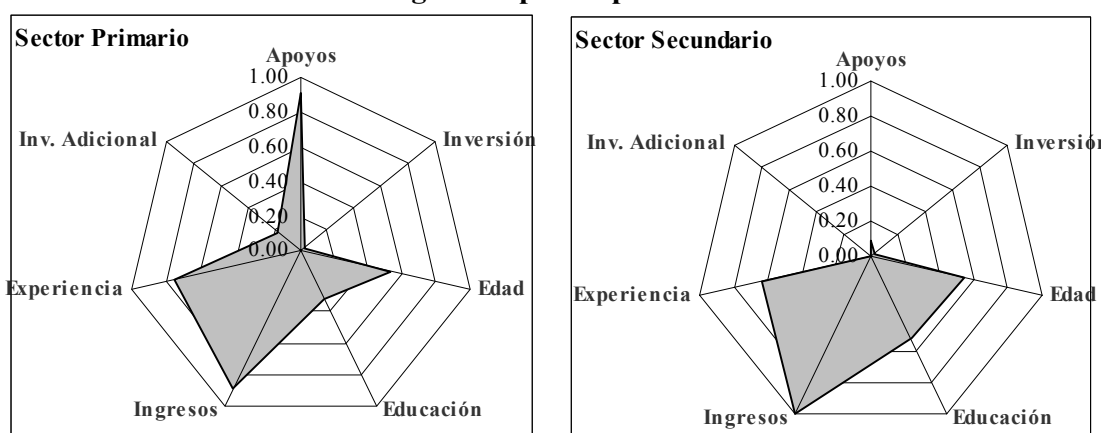 Sector Primario
Apoyos
1.00
0.80
0.60
0.40
0.20
0.00
Inv. Adicional
Inversión
Experiencia
Edad
Ingresos
Educación
Sector Secundario
Apoyos
1.00
0.80
0.60
0.40
0.20
0.00
Inv. Adicional
Inversión
Experiencia
Edad
Ingresos
Educación